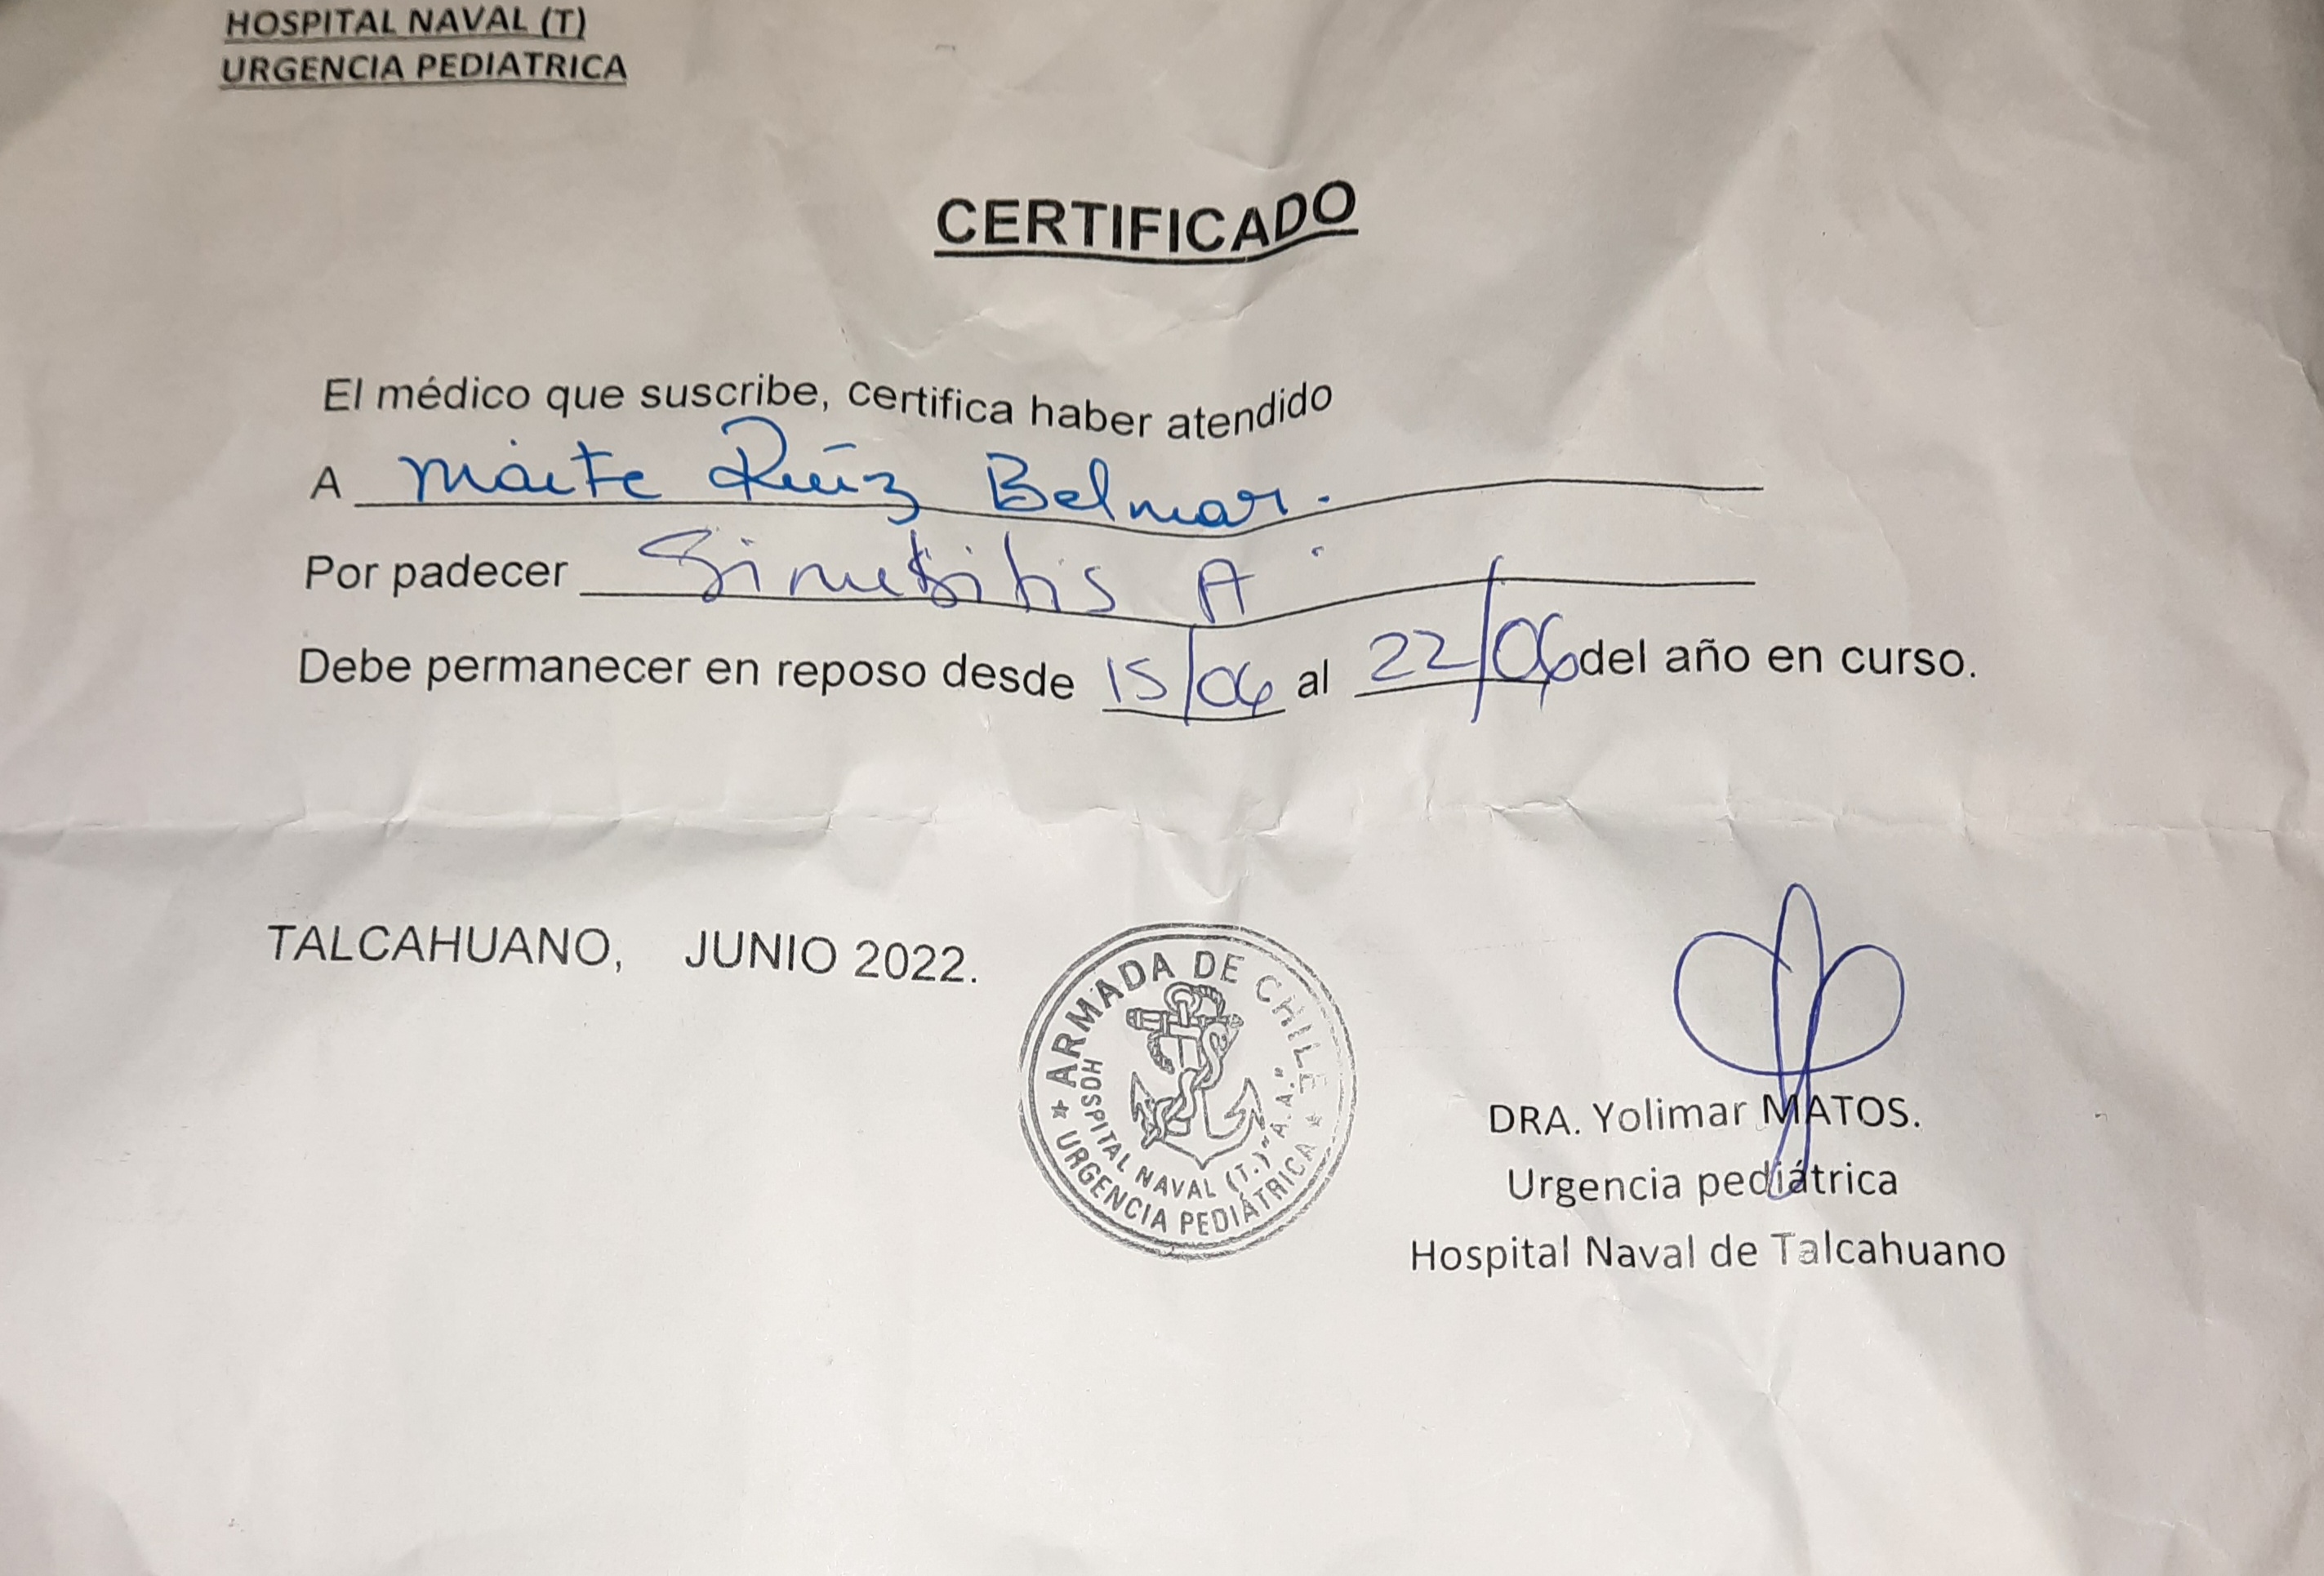 HOSPITAL NAVAL (T)
URGENCIA PEDIATRICA
CERTIFICADO
El médico que suscribe, certifica haber atendido
A Maite Ruíz Belmar.
Por padecer Sinusitis A
Debe permanecer en reposo desde 15/06 al 22/06 del año en curso.
TALCAHUANO, JUNIO 2022.
★ ARMADA DE CHILE ★
HOSPITAL NAVAL (T.) "A.A."
URGENCIA PEDIÁTRICA
DRA. Yolimar MATOS.
Urgencia pediátrica
Hospital Naval de Talcahuano